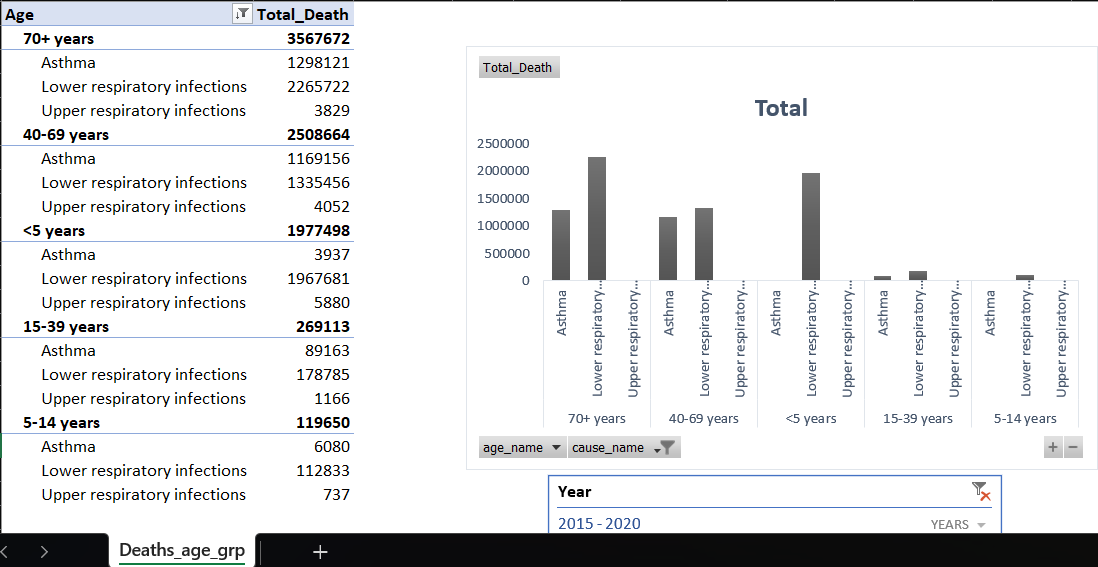 Age Total_Death
70+ years 3567672
Asthma 1298121
Lower respiratory infections 2265722
Upper respiratory infections 3829
40-69 years 2508664
Asthma 1169156
Lower respiratory infections 1335456
Upper respiratory infections 4052
<5 years 1977498
Asthma 3937
Lower respiratory infections 1967681
Upper respiratory infections 5880
15-39 years 269113
Asthma 89163
Lower respiratory infections 178785
Upper respiratory infections 1166
5-14 years 119650
Asthma 6080
Lower respiratory infections 112833
Upper respiratory infections 737
Total_Death
Total
2500000
2000000
1500000
1000000
500000
0
Asthma
Lower respiratory...
Upper respiratory...
Asthma
Lower respiratory...
Upper respiratory...
Asthma
Lower respiratory...
Upper respiratory...
Asthma
Lower respiratory...
Upper respiratory...
Asthma
Lower respiratory...
Upper respiratory...
70+ years 40-69 years <5 years 15-39 years 5-14 years
age_name cause_name
Year
2015 - 2020 YEARS
Deaths_age_grp